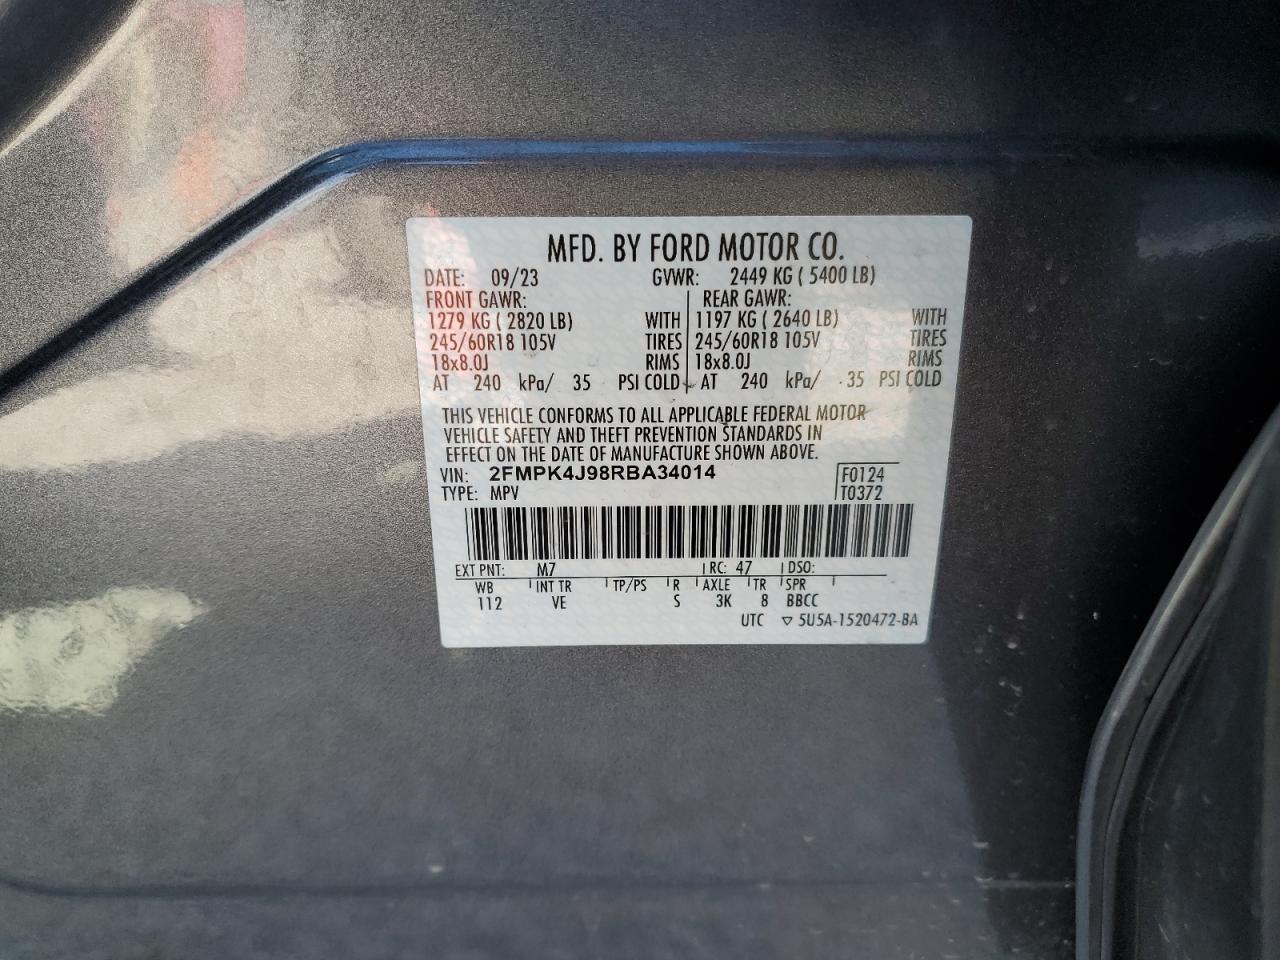 MFD. BY FORD MOTOR CO.
DATE: 09/23 GVWR: 2449 KG ( 5400 LB)
FRONT GAWR: REAR GAWR:
1279 KG ( 2820 LB) WITH 1197 KG ( 2640 LB) WITH
245/60R18 105V TIRES 245/60R18 105V TIRES
18x8.0J RIMS 18x8.0J RIMS
AT 240 kPa/ 35 PSI COLD AT 240 kPa/ 35 PSI COLD
THIS VEHICLE CONFORMS TO ALL APPLICABLE FEDERAL MOTOR
VEHICLE SAFETY AND THEFT PREVENTION STANDARDS IN
EFFECT ON THE DATE OF MANUFACTURE SHOWN ABOVE.
VIN: 2FMPK4J98RBA34014 F0124
TYPE: MPV T0372
EXT PNT: M7 RC: 47 DSO:
WB INT TR TP/PS R AXLE TR SPR
112 VE S 3K 8 BBCC
UTC ▽ 5U5A-1520472-BA